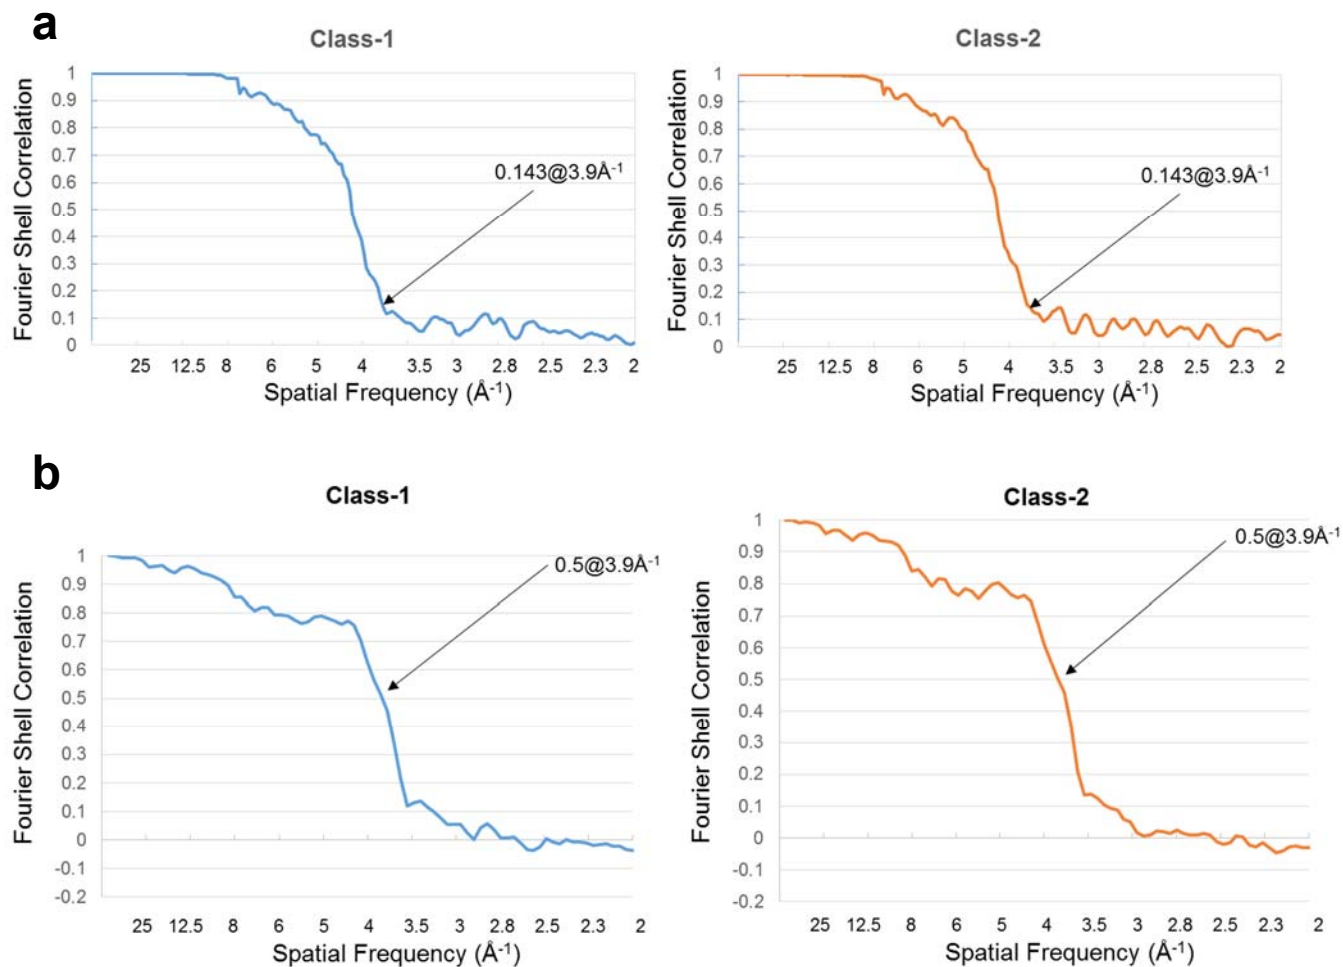 a
Class-1
Fourier Shell Correlation
1
0.9
0.8
0.7
0.6
0.5
0.4
0.3
0.2
0.1
0
0.143@3.9Å⁻¹
25 12.5 8 6 5 4 3.5 3 2.8 2.5 2.3 2
Spatial Frequency (Å⁻¹)
Class-2
Fourier Shell Correlation
1
0.9
0.8
0.7
0.6
0.5
0.4
0.3
0.2
0.1
0
0.143@3.9Å⁻¹
25 12.5 8 6 5 4 3.5 3 2.8 2.5 2.3 2
Spatial Frequency (Å⁻¹)
b
Class-1
Fourier Shell Correlation
1
0.9
0.8
0.7
0.6
0.5
0.4
0.3
0.2
0.1
0
-0.1
-0.2
0.5@3.9Å⁻¹
25 12.5 8 6 5 4 3.5 3 2.8 2.5 2.3 2
Spatial Frequency (Å⁻¹)
Class-2
Fourier Shell Correlation
1
0.9
0.8
0.7
0.6
0.5
0.4
0.3
0.2
0.1
0
-0.1
-0.2
0.5@3.9Å⁻¹
25 12.5 8 6 5 4 3.5 3 2.8 2.5 2.3 2
Spatial Frequency (Å⁻¹)